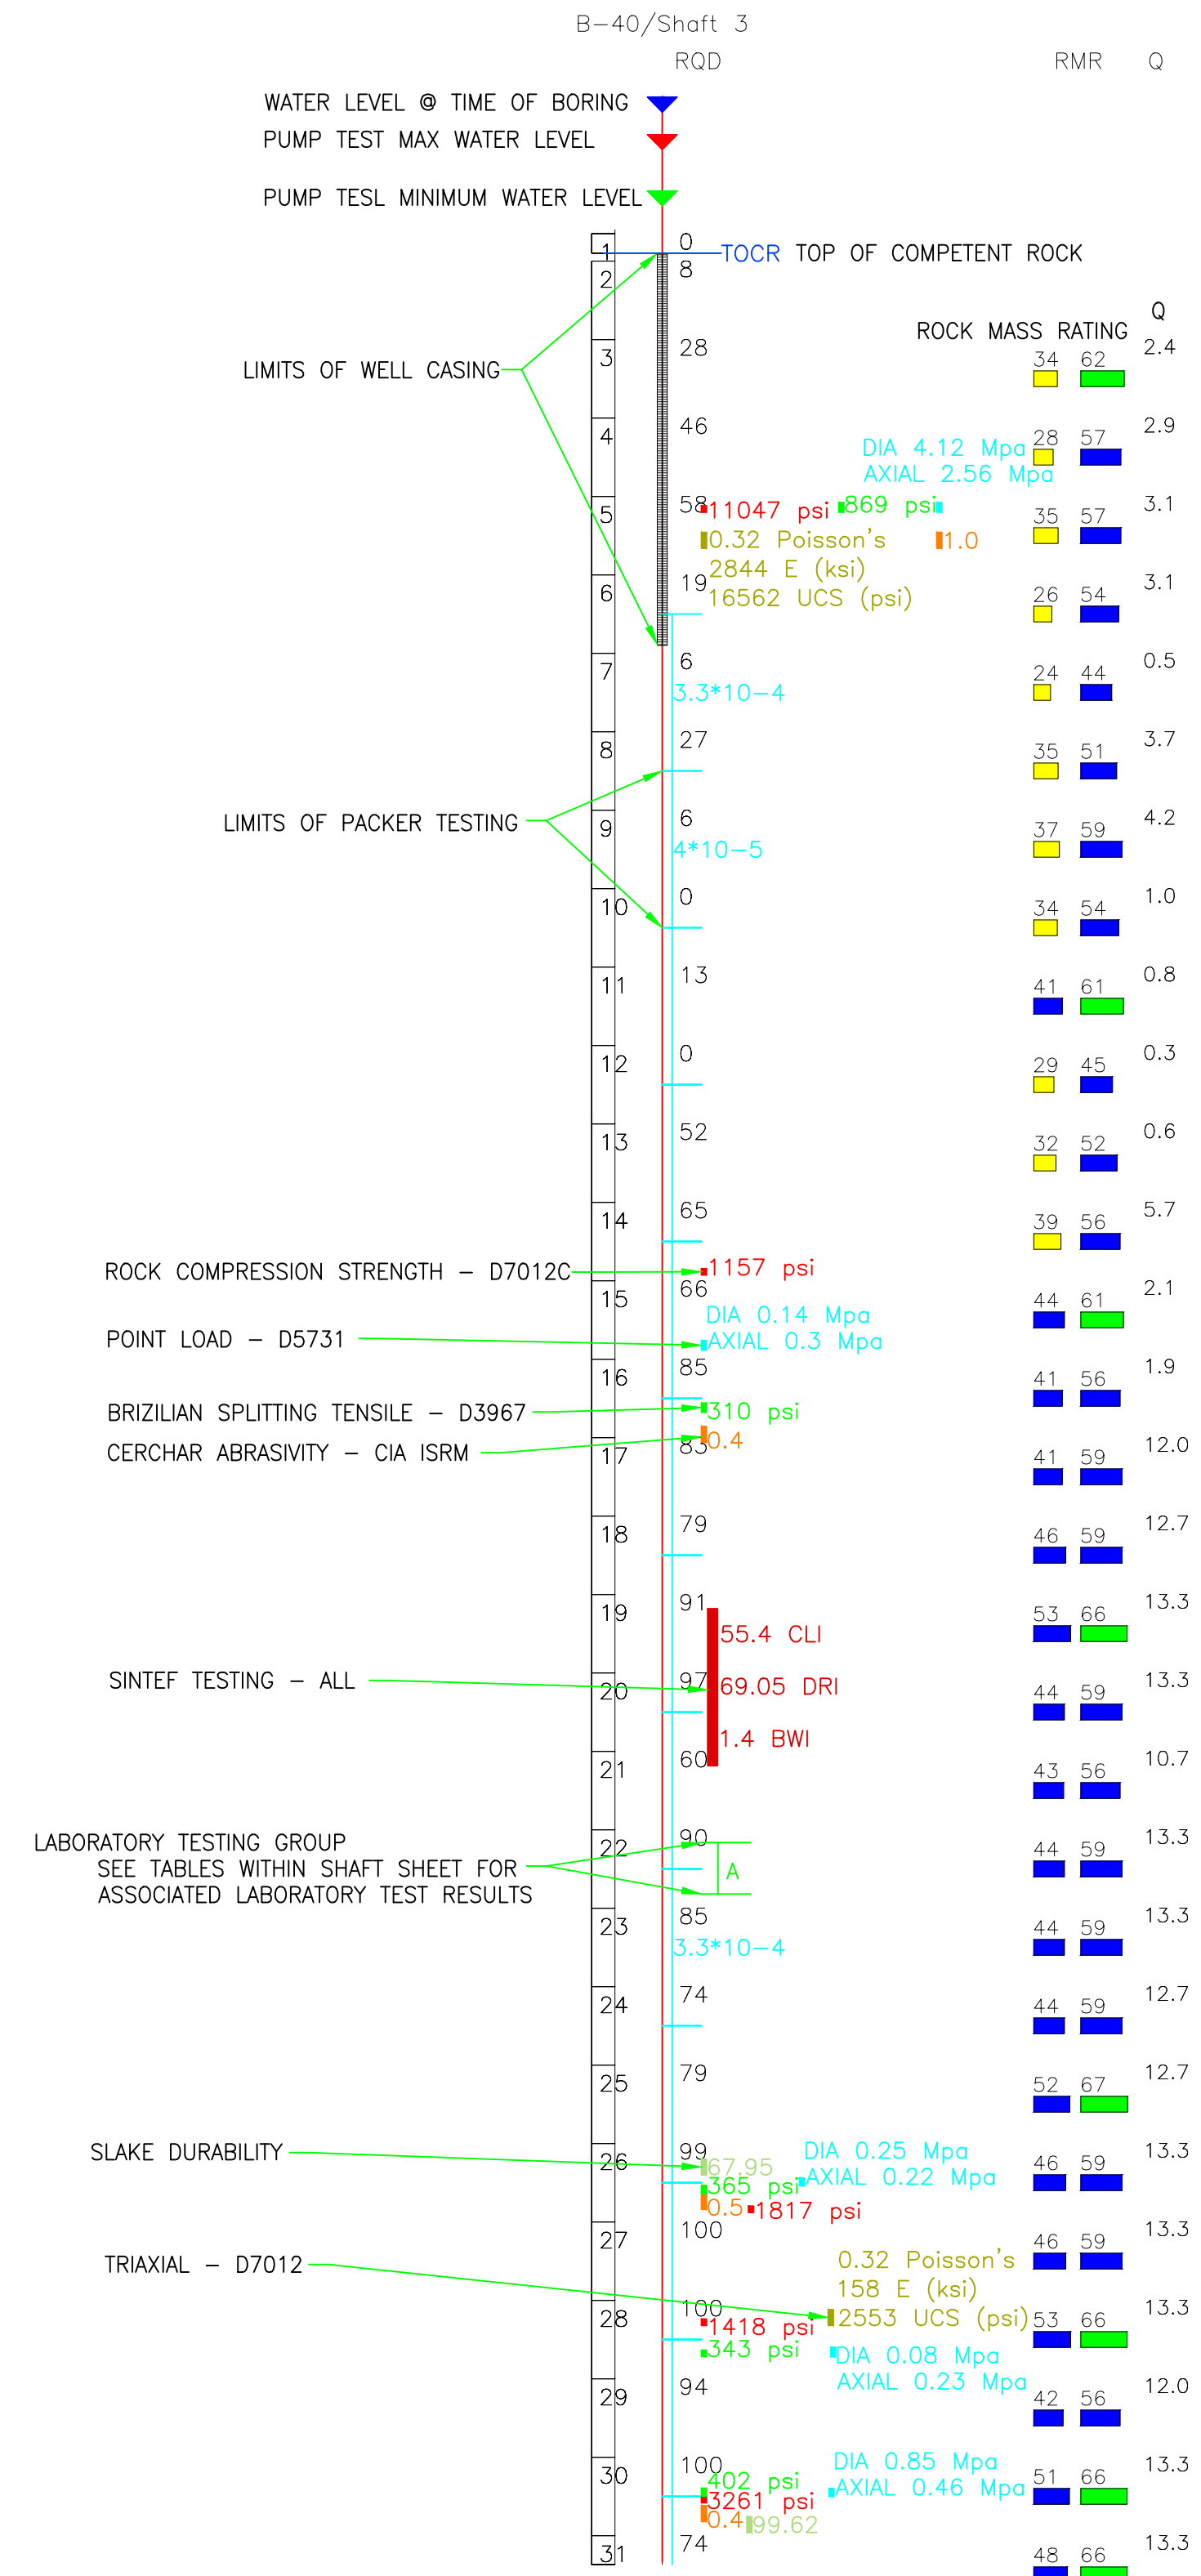 B-40/Shaft 3
RQD RMR Q
WATER LEVEL @ TIME OF BORING
PUMP TEST MAX WATER LEVEL
PUMP TESL MINIMUM WATER LEVEL
1 0
TOCR TOP OF COMPETENT ROCK
2 8
Q
ROCK MASS RATING
3 28 34 62 2.4
LIMITS OF WELL CASING
4 46 28 57 2.9
DIA 4.12 Mpa
AXIAL 2.56 Mpa
5 58 11047 psi 869 psi 35 57 3.1
0.32 Poisson's 1.0
2844 E (ksi)
16562 UCS (psi)
6 19 26 54 3.1
7 6 24 44 0.5
3.3*10-4
8 27 35 51 3.7
LIMITS OF PACKER TESTING
9 6 37 59 4.2
4*10-5
10 0 34 54 1.0
11 13 41 61 0.8
12 0 29 45 0.3
13 52 32 52 0.6
14 65 39 56 5.7
ROCK COMPRESSION STRENGTH - D7012C 1157 psi
15 66 44 61 2.1
DIA 0.14 Mpa
POINT LOAD - D5731 AXIAL 0.3 Mpa
16 85 41 56 1.9
BRIZILIAN SPLITTING TENSILE - D3967 310 psi
CERCHAR ABRASIVITY - CIA ISRM 0.4
17 83 41 59 12.0
18 79 46 59 12.7
19 91 53 66 13.3
55.4 CLI
SINTEF TESTING - ALL
20 97 69.05 DRI 44 59 13.3
1.4 BWI
21 60 43 56 10.7
22 90 44 59 13.3
LABORATORY TESTING GROUP
SEE TABLES WITHIN SHAFT SHEET FOR A
ASSOCIATED LABORATORY TEST RESULTS
23 85 44 59 13.3
3.3*10-4
24 74 44 59 12.7
25 79 52 67 12.7
SLAKE DURABILITY
26 99 67.95 46 59 13.3
DIA 0.25 Mpa
AXIAL 0.22 Mpa
365 psi
0.5 1817 psi
27 100 46 59 13.3
TRIAXIAL - D7012
0.32 Poisson's
158 E (ksi)
2553 UCS (psi)
28 100 1418 psi 53 66 13.3
343 psi DIA 0.08 Mpa
AXIAL 0.23 Mpa
29 94 42 56 12.0
30 100 51 66 13.3
DIA 0.85 Mpa
402 psi AXIAL 0.46 Mpa
3261 psi
0.4 99.62
31 74 48 66 13.3